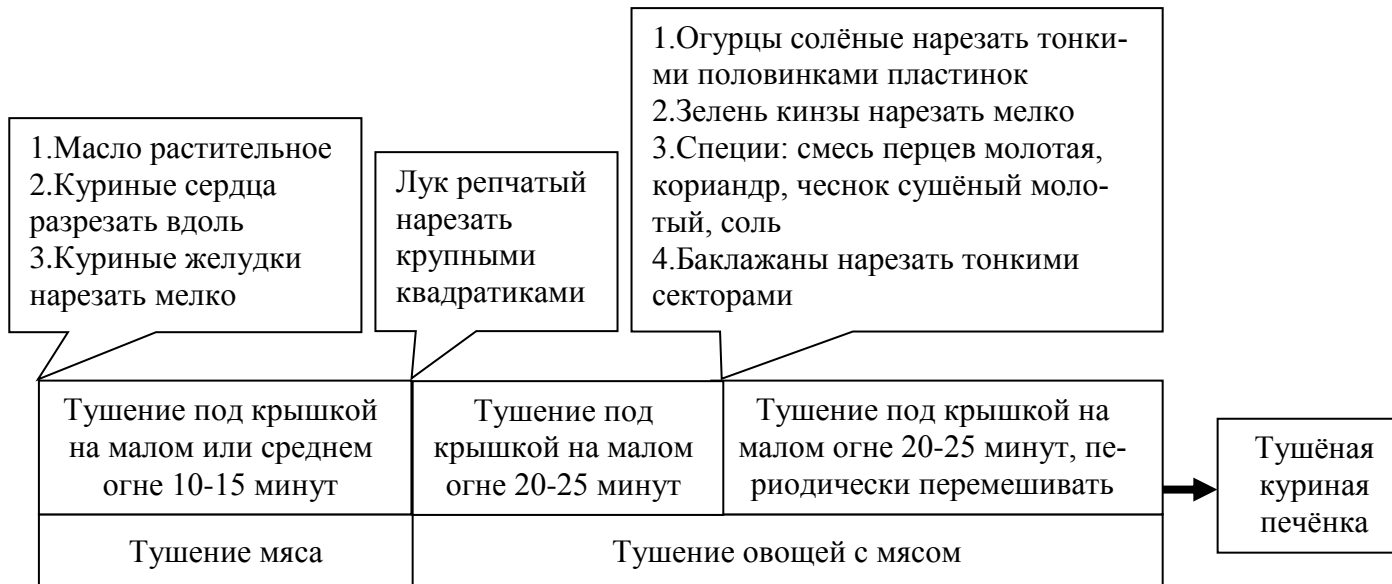 1.Масло растительное
2.Куриные сердца
разрезать вдоль
3.Куриные желудки
нарезать мелко
Лук репчатый
нарезать
крупными
квадратиками
1.Огурцы солёные нарезать тонки-
ми половинками пластинок
2.Зелень кинзы нарезать мелко
3.Специи: смесь перцев молотая,
кориандр, чеснок сушёный моло-
тый, соль
4.Баклажаны нарезать тонкими
секторами
Тушение под крышкой
на малом или среднем
огне 10-15 минут
Тушение под
крышкой на малом
огне 20-25 минут
Тушение под крышкой на
малом огне 20-25 минут, пе-
риодически перемешивать
Тушение мяса
Тушение овощей с мясом
Тушёная
куриная
печёнка